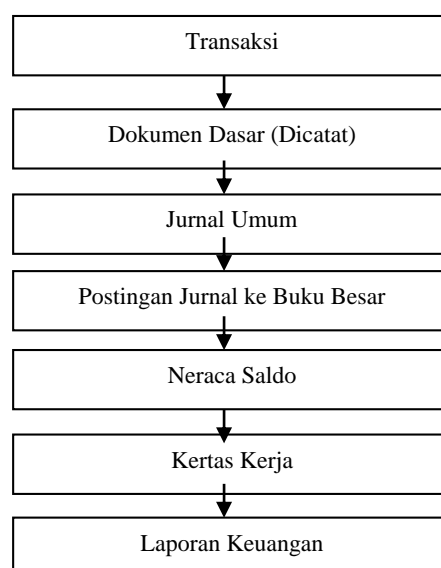 Transaksi
Dokumen Dasar (Dicatat)
Jurnal Umum
Postingan Jurnal ke Buku Besar
Neraca Saldo
Kertas Kerja
Laporan Keuangan